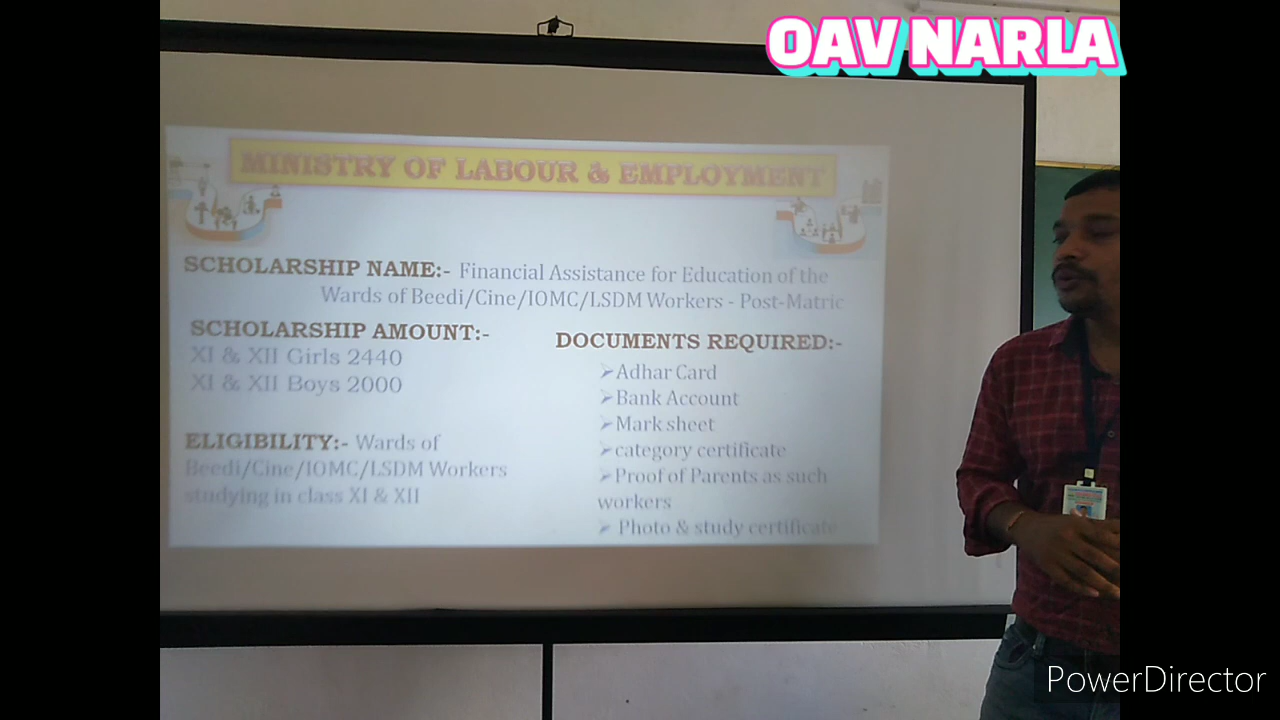 OAV NARLA
MINISTRY OF LABOUR & EMPLOYMENT
SCHOLARSHIP NAME:- Financial Assistance for Education of the
Wards of Beedi/Cine/IOMC/LSDM Workers - Post-Matric
SCHOLARSHIP AMOUNT:-
XI & XII Girls 2440
XI & XII Boys 2000
ELIGIBILITY:- Wards of
Beedi/Cine/IOMC/LSDM Workers
studying in class XI & XII
DOCUMENTS REQUIRED:-
➢Adhar Card
➢Bank Account
➢Mark sheet
➢category certificate
➢Proof of Parents as such
workers
➢ Photo & study certificate
PowerDirector